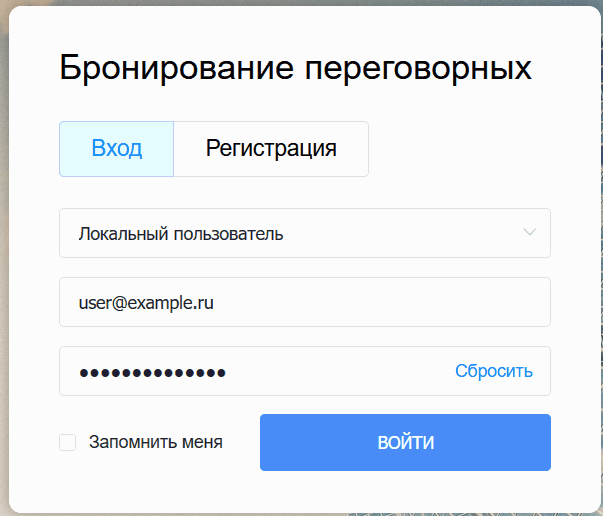 Бронирование переговорных
Вход
Регистрация
Локальный пользователь
user@example.ru
●●●●●●●●●●●●●●
Сбросить
Запомнить меня
ВОЙТИ